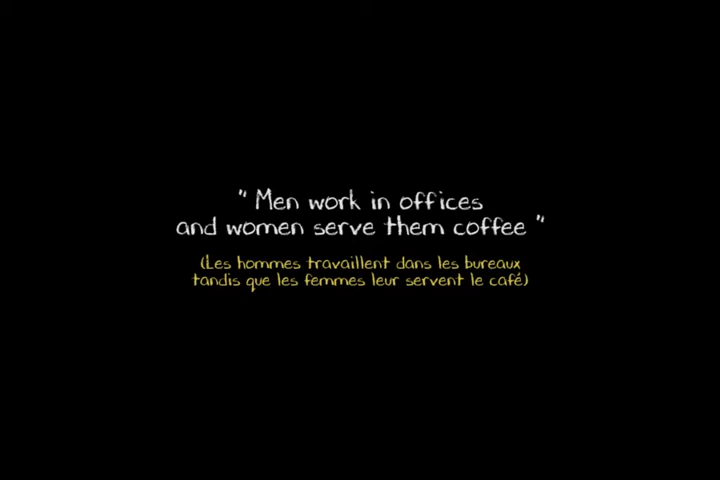 " Men work in offices
and women serve them coffee "
(Les hommes travaillent dans les bureaux
tandis que les femmes leur servent le café)